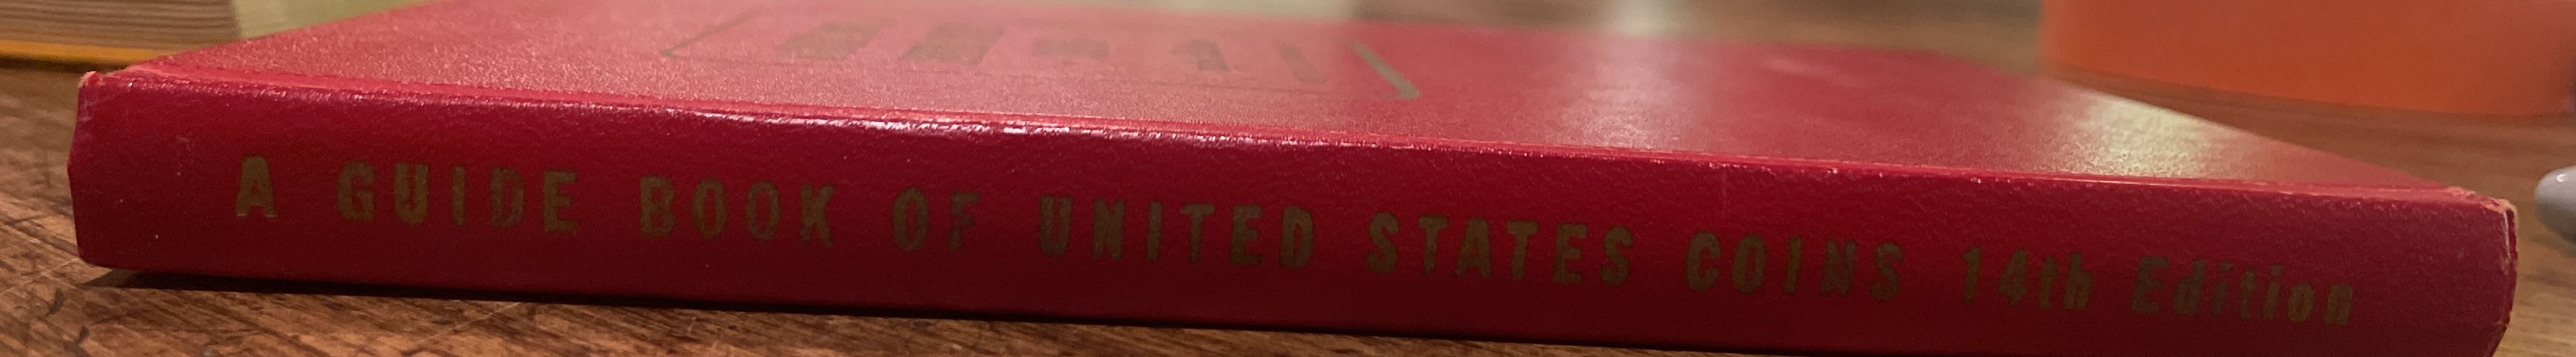 A GUIDE BOOK OF UNITED STATES COINS 14th Edition